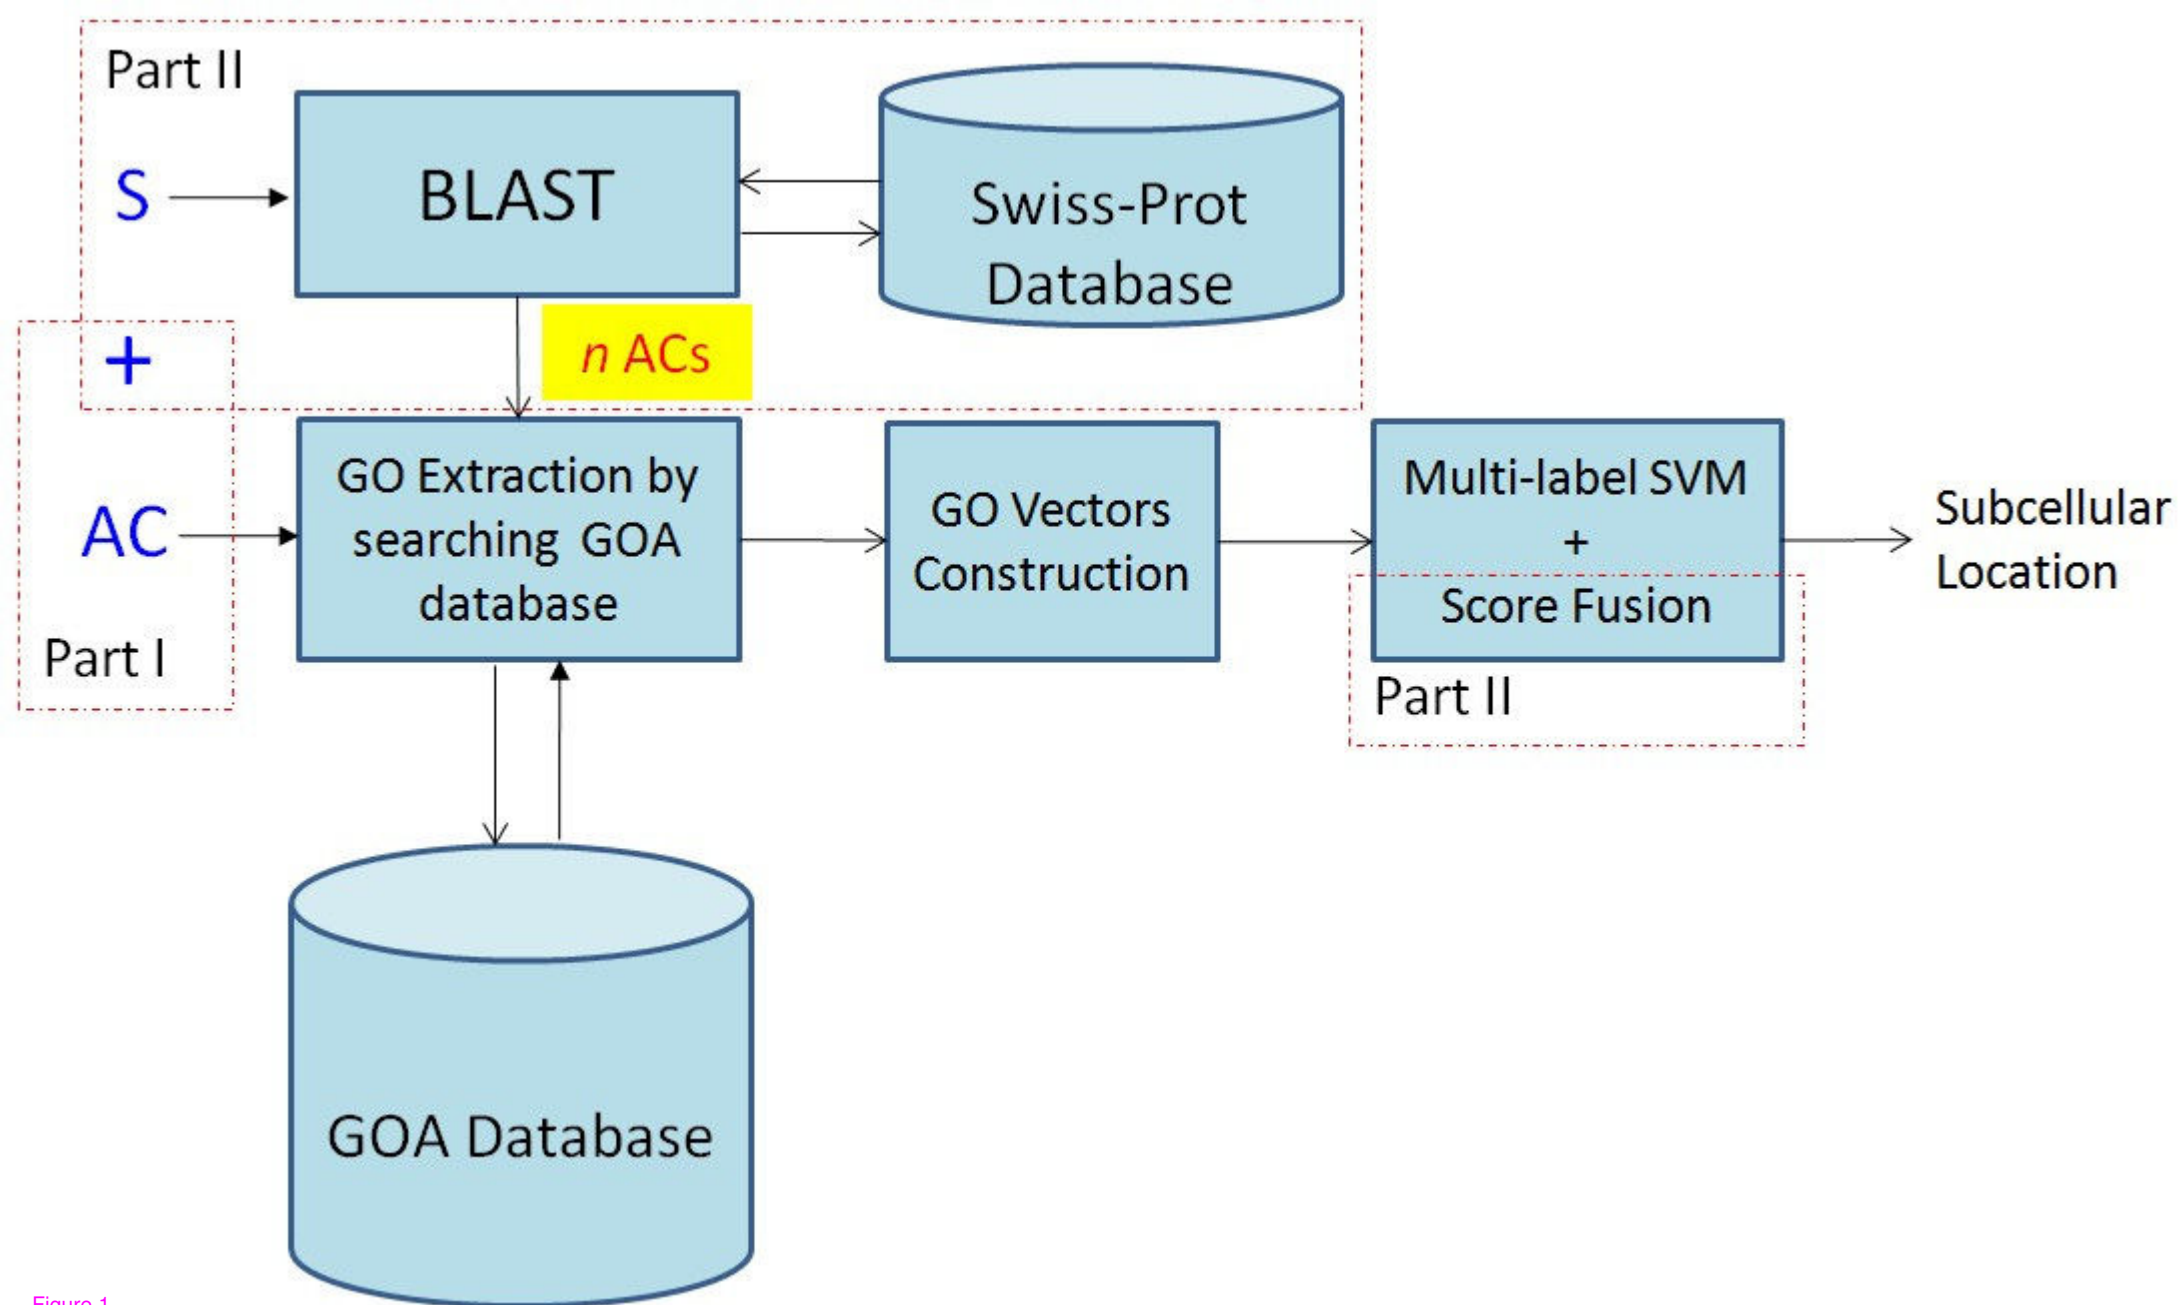 Part II
S
BLAST
Swiss-Prot
Database
+
n ACs
AC
Part I
GO Extraction by
searching GOA
database
GO Vectors
Construction
Multi-label SVM
+
Score Fusion
Part II
Subcellular
Location
GOA Database
Figure 1